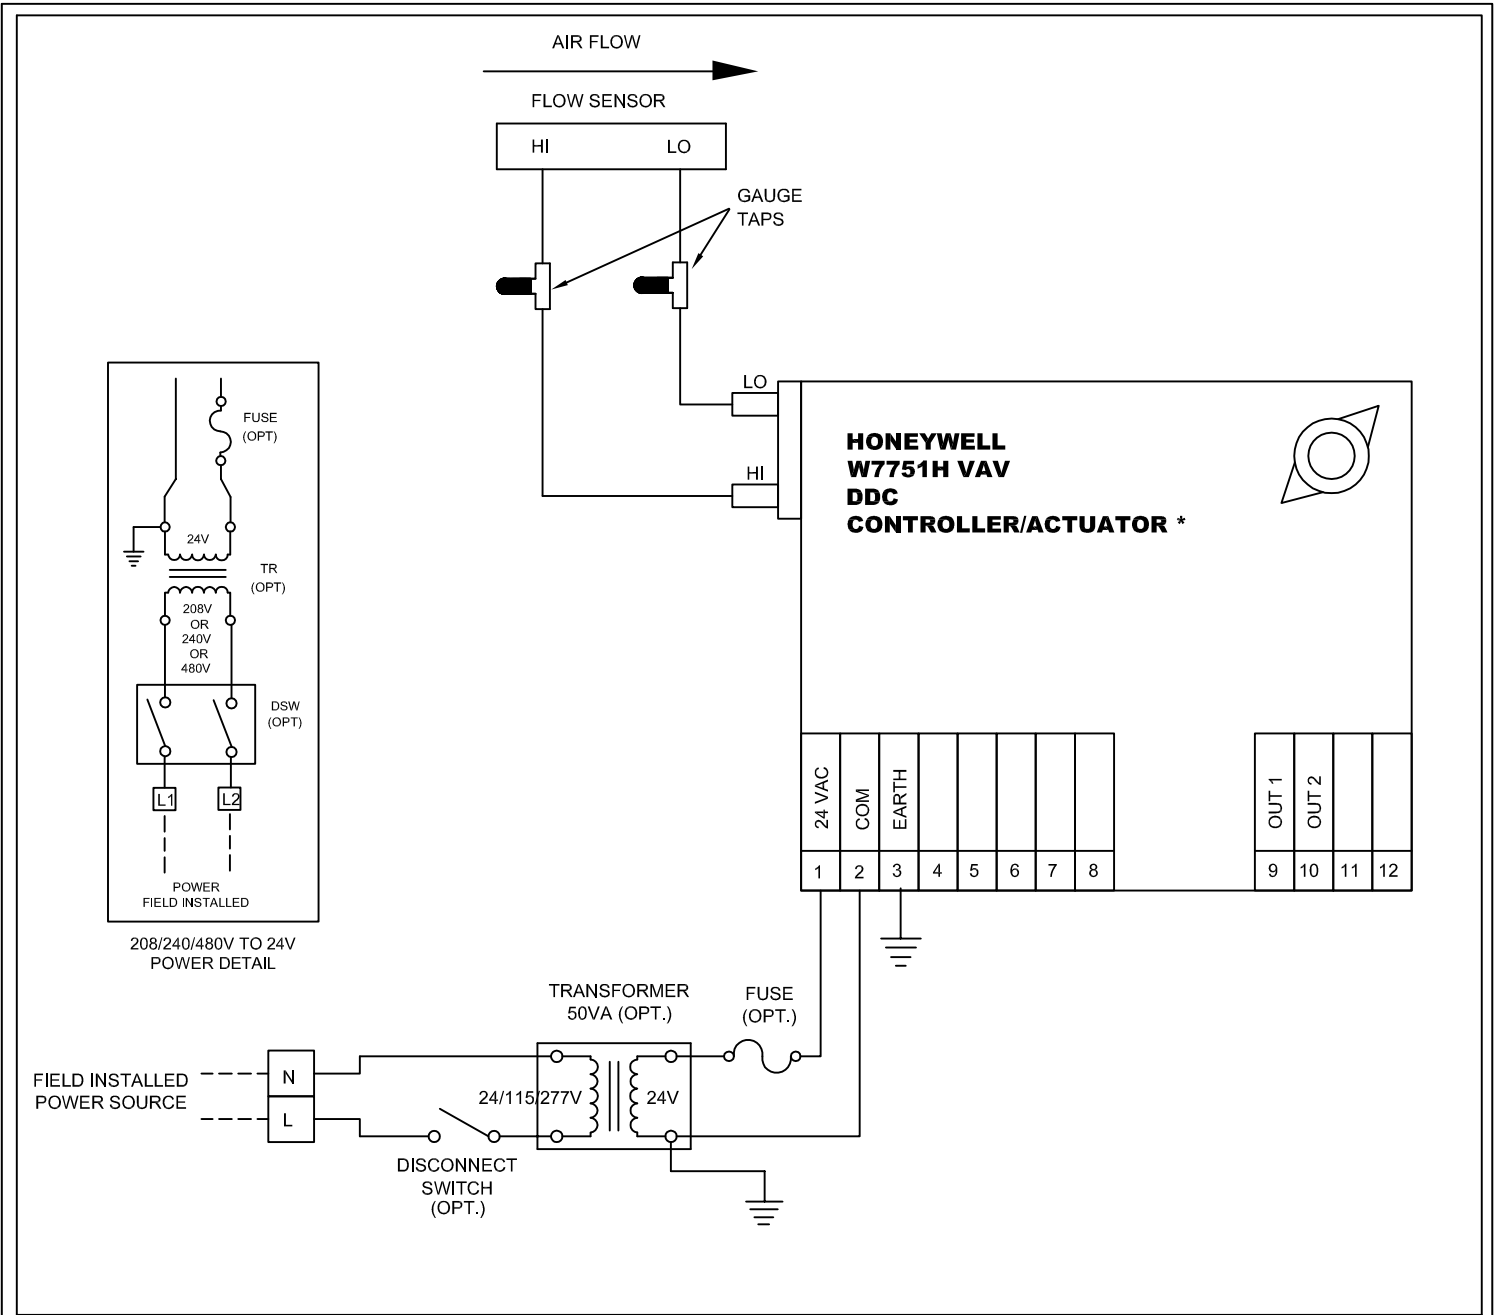 AIR FLOW
FLOW SENSOR
HI
LO
GAUGE
TAPS
LO
HI
HONEYWELL
W7751H VAV
DDC
CONTROLLER/ACTUATOR *
FUSE
(OPT)
24V
TR
(OPT)
208V
OR
240V
OR
480V
DSW
(OPT)
L1
L2
POWER
FIELD INSTALLED
208/240/480V TO 24V
POWER DETAIL
24 VAC
COM
EARTH
OUT 1
OUT 2
1 2 3 4 5 6 7 8 9 10 11 12
TRANSFORMER
50VA (OPT.)
FUSE
(OPT.)
FIELD INSTALLED
POWER SOURCE
N
L
24/115/277V
24V
DISCONNECT
SWITCH
(OPT.)